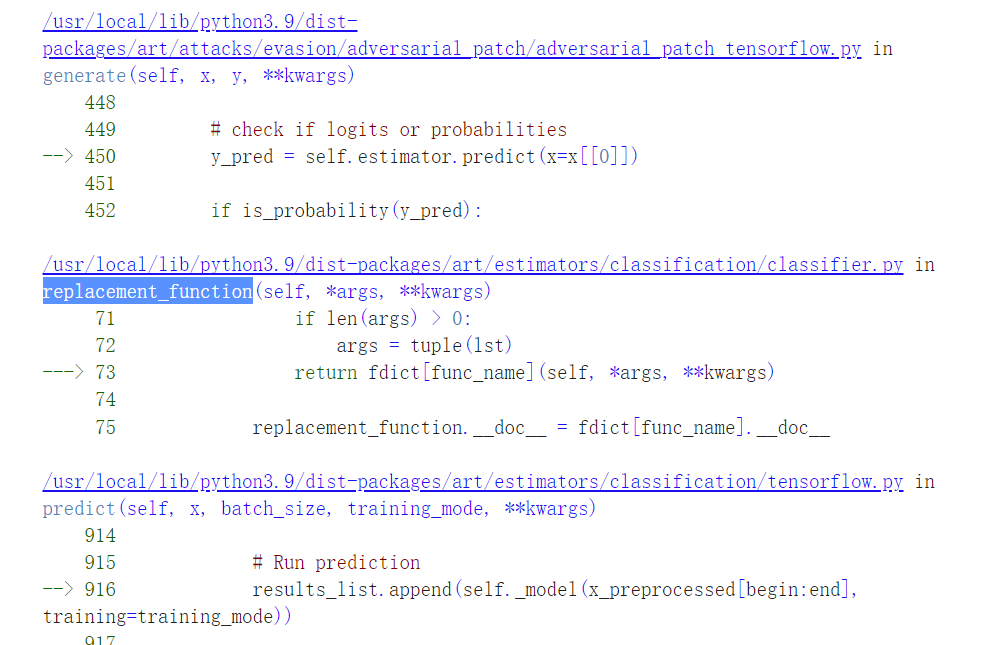 /usr/local/lib/python3.9/dist-
packages/art/attacks/evasion/adversarial_patch/adversarial_patch_tensorflow.py in
generate(self, x, y, **kwargs)
    448
    449         # check if logits or probabilities
--> 450         y_pred = self.estimator.predict(x=x[[0]])
    451
    452         if is_probability(y_pred):
/usr/local/lib/python3.9/dist-packages/art/estimators/classification/classifier.py in
replacement_function(self, *args, **kwargs)
     71                 if len(args) > 0:
     72                     args = tuple(lst)
---> 73                 return fdict[func_name](self, *args, **kwargs)
     74
     75             replacement_function.__doc__ = fdict[func_name].__doc__
/usr/local/lib/python3.9/dist-packages/art/estimators/classification/tensorflow.py in
predict(self, x, batch_size, training_mode, **kwargs)
    914
    915             # Run prediction
--> 916             results_list.append(self._model(x_preprocessed[begin:end],
training=training_mode))
    917